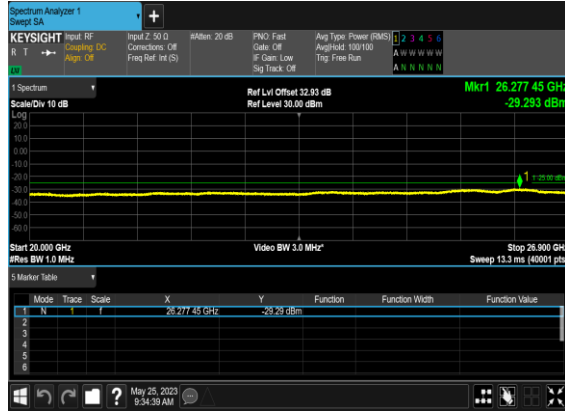 Spectrum Analyzer 1
Swept SA
+
KEYSIGHT
R T
LV
Input: RF
Coupling: DC
Align: Off
Input Z: 50 Ω
Corrections: Off
Freq Ref: Int (S)
#Atten: 20 dB
PNO: Fast
Gate: Off
IF Gain: Low
Sig Track: Off
Avg Type: Power (RMS)
Avg|Hold: 100/100
Trig: Free Run
1 2 3 4 5 6
A W W W W W
A N N N N N
1 Spectrum
Scale/Div 10 dB
Ref Lvl Offset 32.93 dB
Ref Level 30.00 dBm
Mkr1 26.277 45 GHz
-29.293 dBm
Log
20.0
10.0
0.00
-10.0
-20.0
-30.0
-40.0
-50.0
-60.0
1
-25.00 dBm
Start 20.000 GHz
#Res BW 1.0 MHz
Video BW 3.0 MHz*
Stop 26.900 GHz
Sweep 13.3 ms (40001 pts)
5 Marker Table
Mode Trace Scale X Y Function Function Width Function Value
1 N 1 f 26.277 45 GHz -29.29 dBm
2
3
4
5
6
?
May 25, 2023
9:34:39 AM